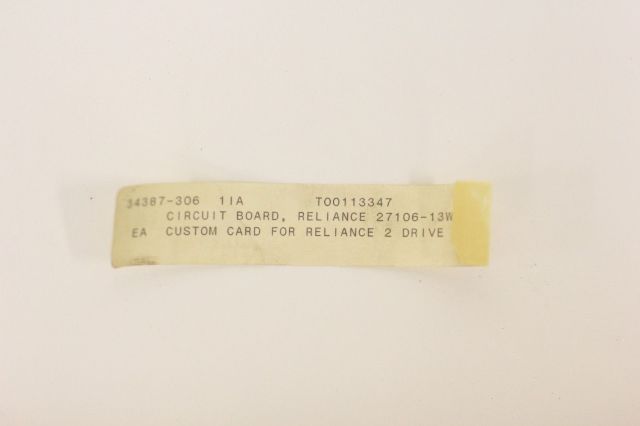 34387-306 11A T00113347
CIRCUIT BOARD, RELIANCE 27106-13W
EA CUSTOM CARD FOR RELIANCE 2 DRIVE